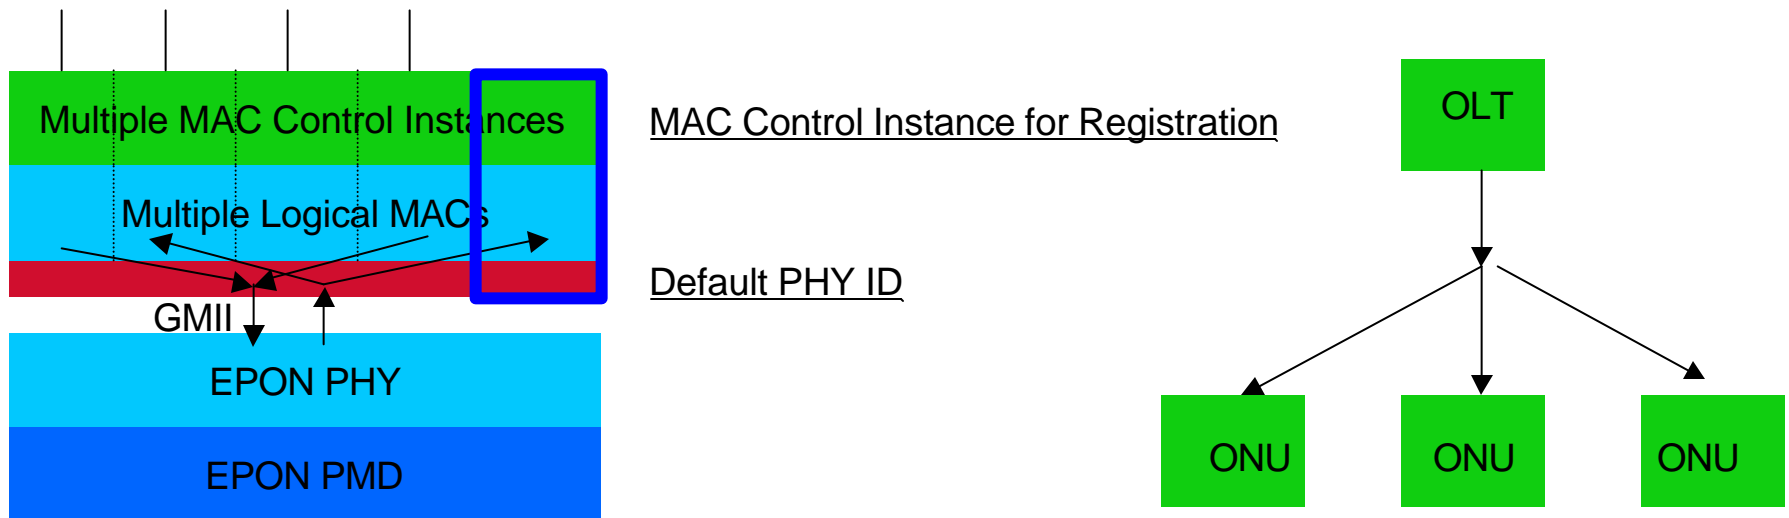 Multiple MAC Control Instances
MAC Control Instance for Registration
OLT
Multiple Logical MACs
Default PHY ID
GMII
EPON PHY
ONU
ONU
ONU
EPON PMD